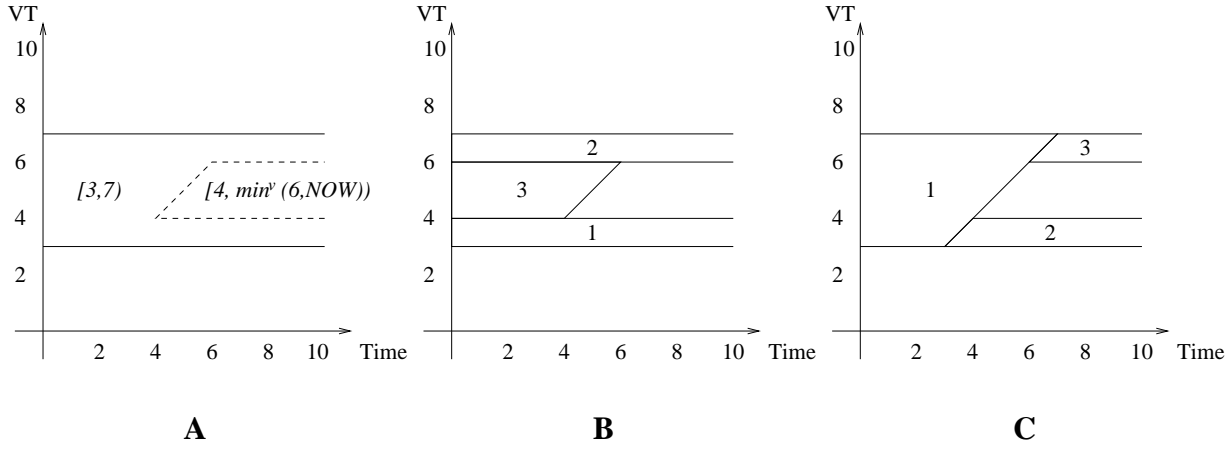 VT VT VT
10 10 10
8 8 8
6 2 6 6 3
[3,7) [4, minᵛ (6,NOW)) 3 1
4 4 4 2
1
2 2 2
2 4 6 8 10 Time 2 4 6 8 10 Time 2 4 6 8 10 Time
A B C